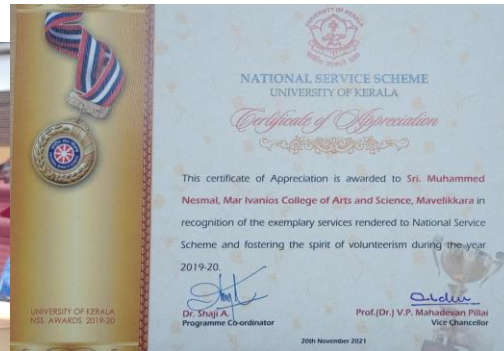 UNIVERSITY OF KERALA
NATIONAL SERVICE SCHEME
UNIVERSITY OF KERALA
Certificate of Appreciation
This certificate of Appreciation is awarded to Sri. Muhammed
Nesmal, Mar Ivanios College of Arts and Science, Mavelikkara in
recognition of the exemplary services rendered to National Service
Scheme and fostering the spirit of volunteerism during the year
2019-20.
Dr. Shaji A.
Programme Co-ordinator
Prof.(Dr.) V.P. Mahadevan Pillai
Vice Chancellor
20th November 2021
UNIVERSITY OF KERALA
NSS AWARDS 2019-20